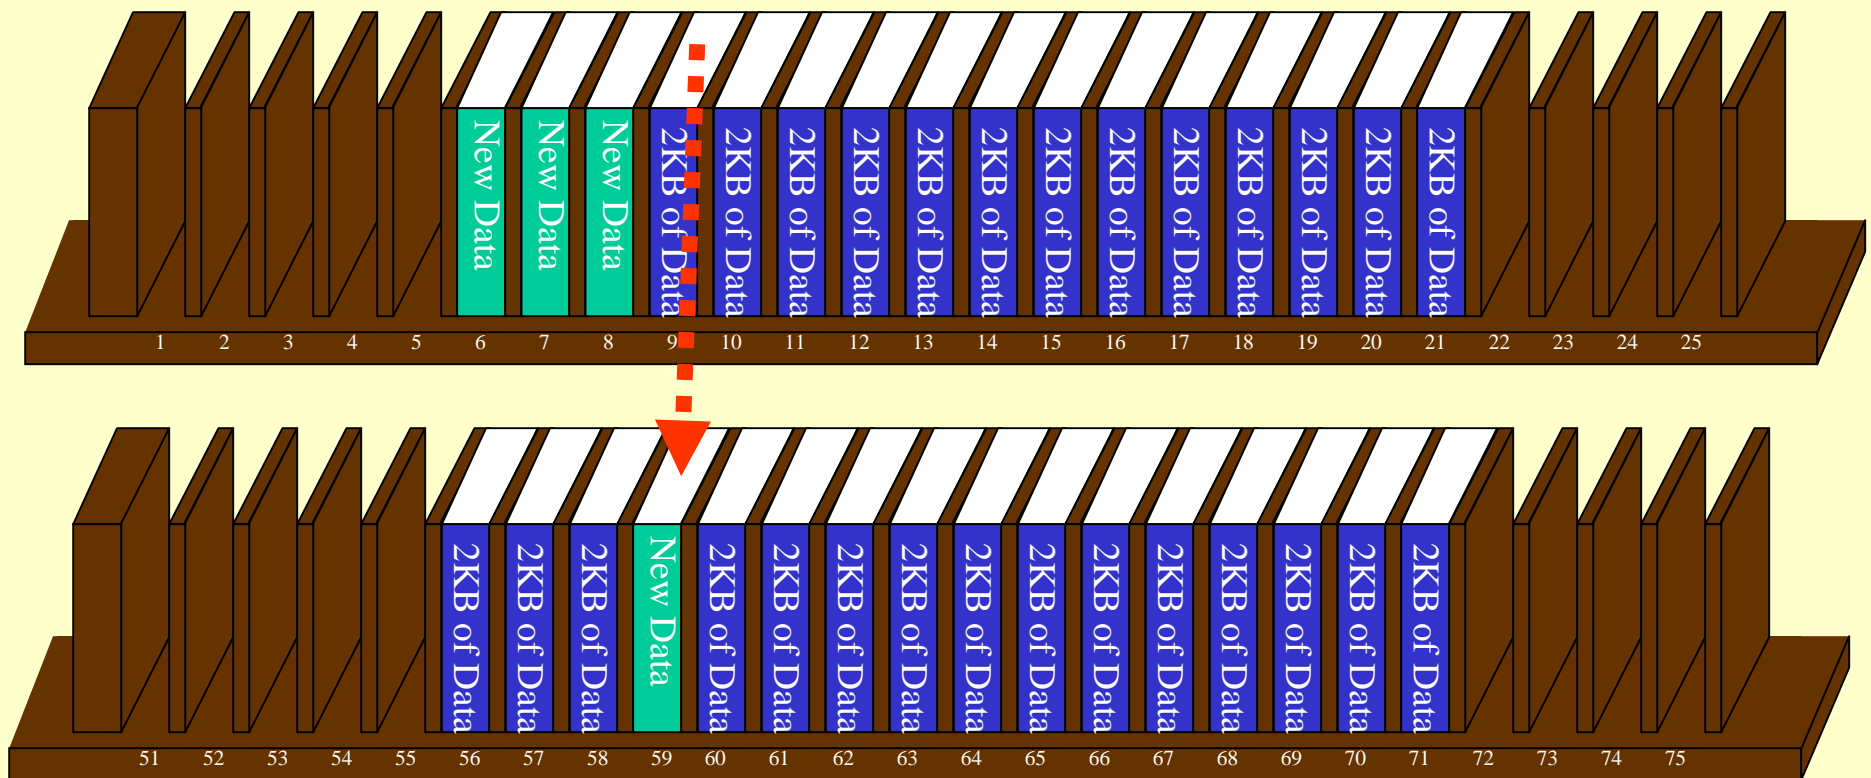 New Data
New Data
New Data
2KB of Data
2KB of Data
2KB of Data
2KB of Data
2KB of Data
2KB of Data
2KB of Data
2KB of Data
2KB of Data
2KB of Data
2KB of Data
2KB of Data
2KB of Data
1 2 3 4 5 6 7 8 9 10 11 12 13 14 15 16 17 18 19 20 21 22 23 24 25
2KB of Data
2KB of Data
2KB of Data
New Data
2KB of Data
2KB of Data
2KB of Data
2KB of Data
2KB of Data
2KB of Data
2KB of Data
2KB of Data
2KB of Data
2KB of Data
2KB of Data
2KB of Data
51 52 53 54 55 56 57 58 59 60 61 62 63 64 65 66 67 68 69 70 71 72 73 74 75